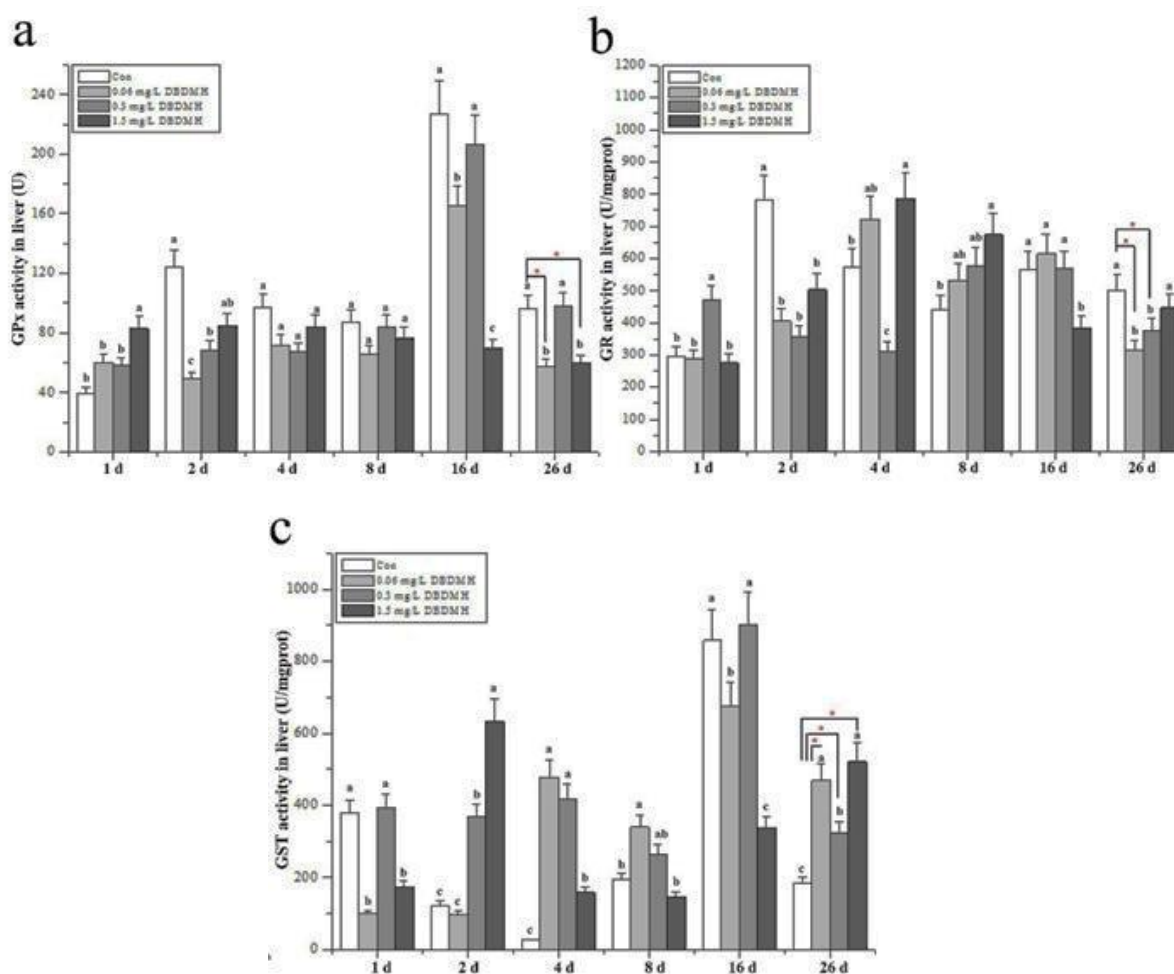 a
GPx activity in liver (U)
240
200
160
120
80
40
0
Con
0.06 mg/L DBDMH
0.3 mg/L DBDMH
1.5 mg/L DBDMH
b b b a
a c b ab
a a a a
a a a a
a b a c
* *
a b a b
1 d 2 d 4 d 8 d 16 d 26 d
b
GR activity in liver (U/mgprot)
1200
1100
1000
900
800
700
600
500
400
300
200
100
0
Con
0.06 mg/L DBDMH
0.3 mg/L DBDMH
1.5 mg/L DBDMH
b b a b
a b b b
b ab c a
b ab ab a
a a a b
* *
a b b a
1 d 2 d 4 d 8 d 16 d 26 d
c
GST activity in liver (U/mgprot)
1000
800
600
400
200
0
Con
0.06 mg/L DBDMH
0.3 mg/L DBDMH
1.5 mg/L DBDMH
a b a b
c c b a
c a a b
b a ab b
a b a c
* * *
c a b a
1 d 2 d 4 d 8 d 16 d 26 d